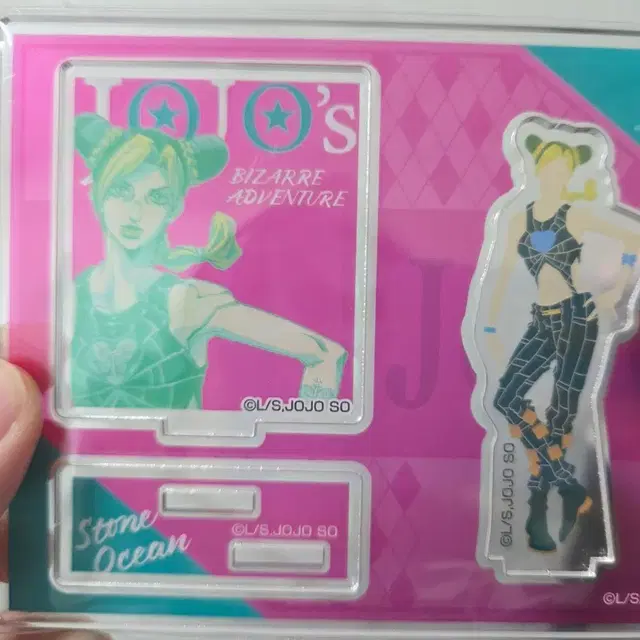 JOJO's
BIZARRE
ADVENTURE
©L/S,JOJO SO
Stone
Ocean
©L/S,JOJO SO
J
©L/S,JOJO SO
©L/S,